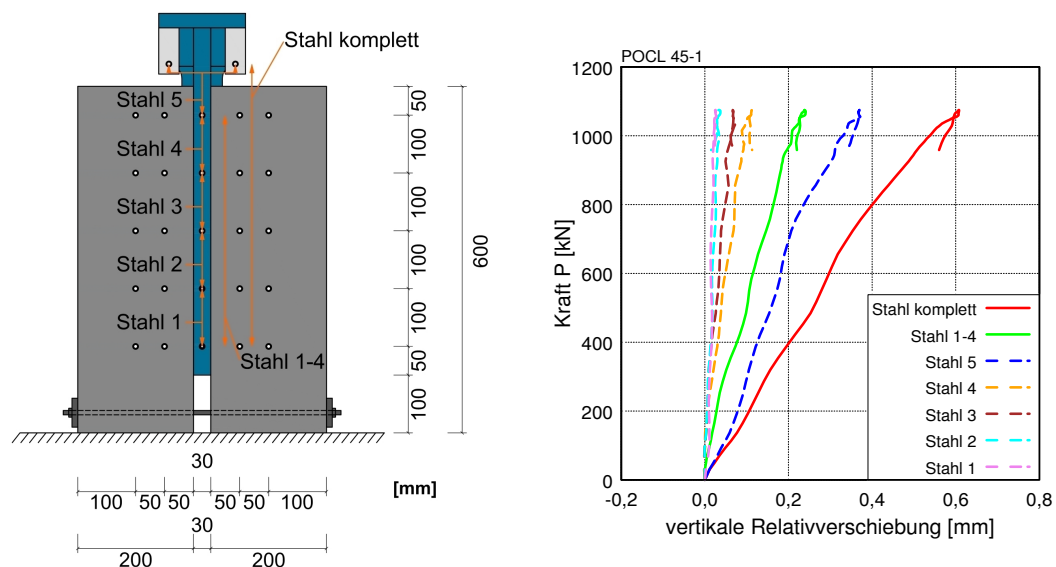 Stahl komplett
Stahl 5
Stahl 4
Stahl 3
Stahl 2
Stahl 1
Stahl 1-4
50
100
100
100
100
50
100
600
30
100 50 50 50 50 100
[mm]
30
200 200
POCL 45-1
1200
1000
800
600
400
200
0
Kraft P [kN]
Stahl komplett
Stahl 1-4
Stahl 5
Stahl 4
Stahl 3
Stahl 2
Stahl 1
-0,2 0,0 0,2 0,4 0,6 0,8
vertikale Relativverschiebung [mm]